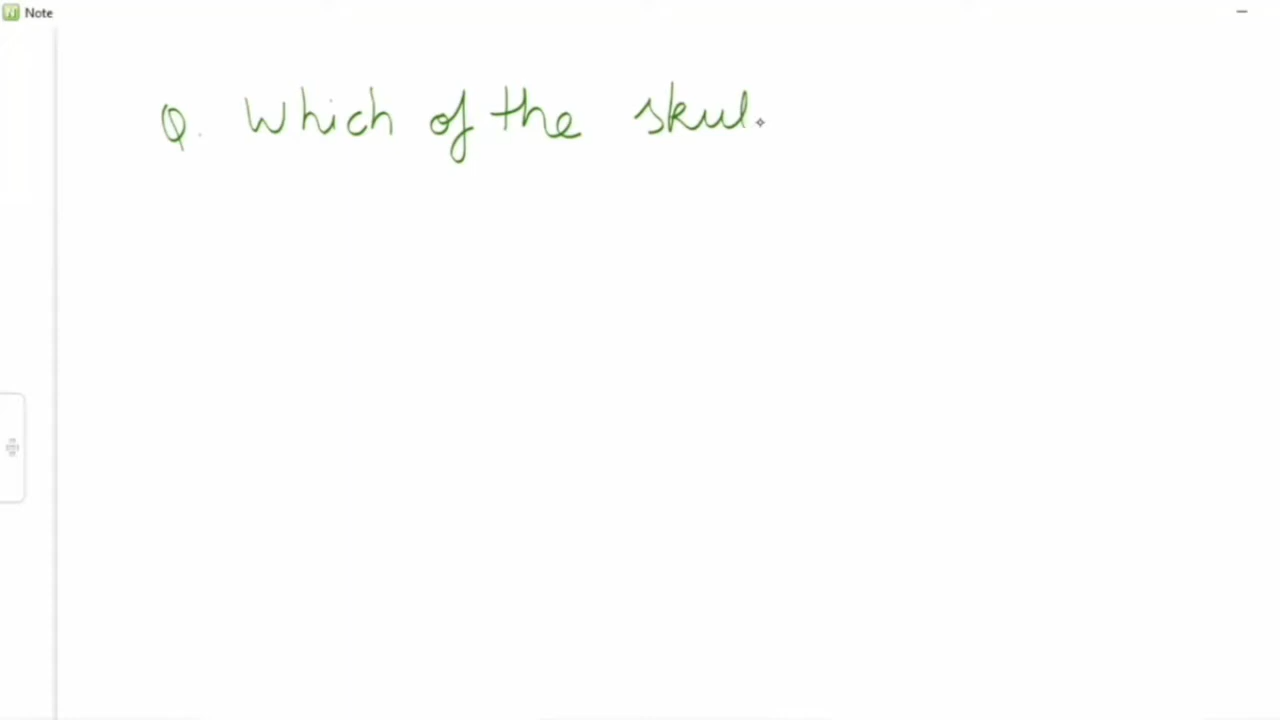 Note
Q. Which of the skul